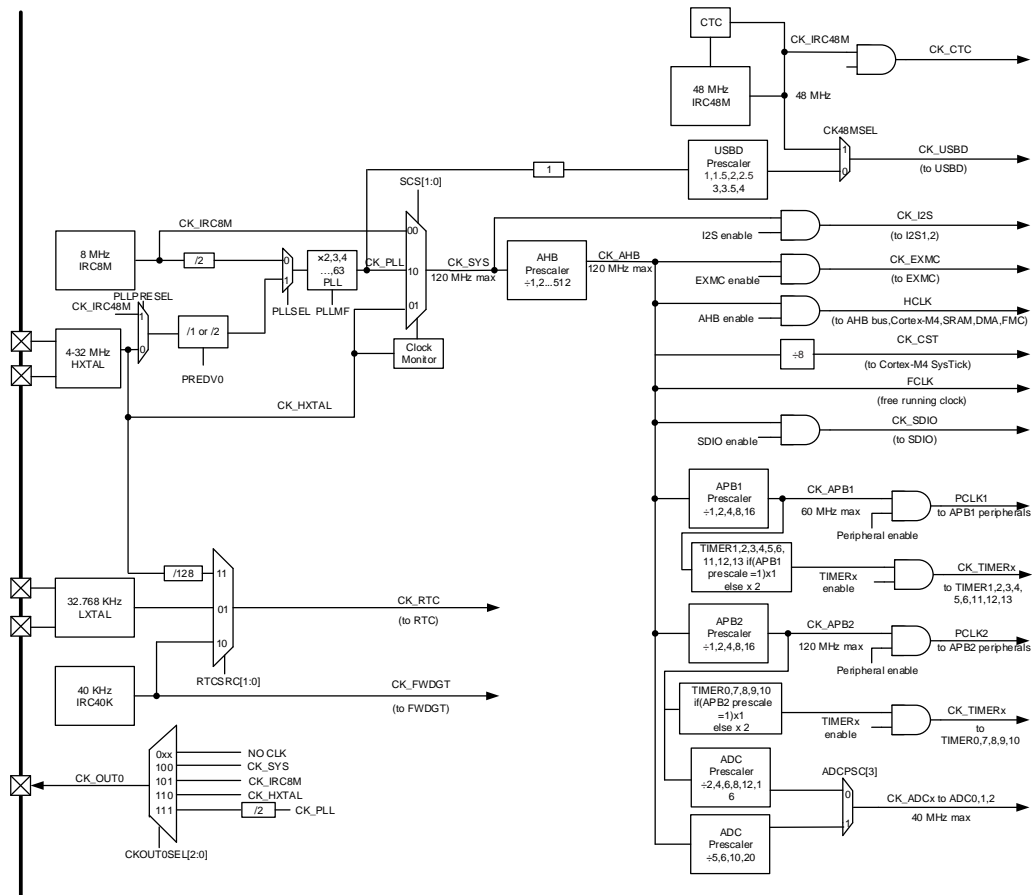 CTC
CK_IRC48M
CK_CTC
48 MHz
IRC48M
48 MHz
CK48MSEL
1
0
CK_USBD
(to USBD)
USBD
Prescaler
1,1.5,2,2.5
3,3.5,4
1
SCS[1:0]
CK_IRC8M
00
10
01
8 MHz
IRC8M
/2
0
1
×2,3,4
…,63
PLL
CK_PLL
PLLSEL
PLLMF
CK_SYS
120 MHz max
AHB
Prescaler
÷1,2...512
CK_AHB
120 MHz max
I2S enable
CK_I2S
(to I2S1,2)
EXMC enable
CK_EXMC
(to EXMC)
AHB enable
HCLK
(to AHB bus,Cortex-M4,SRAM,DMA,FMC)
÷8
CK_CST
(to Cortex-M4 SysTick)
FCLK
(free running clock)
SDIO enable
CK_SDIO
(to SDIO)
PLLPRESEL
CK_IRC48M
1
0
4-32 MHz
HXTAL
/1 or /2
PREDV0
Clock
Monitor
CK_HXTAL
APB1
Prescaler
÷1,2,4,8,16
CK_APB1
60 MHz max
Peripheral enable
PCLK1
to APB1 peripherals
TIMER1,2,3,4,5,6,
11,12,13 if(APB1
prescale =1)x1
else x 2
TIMERx
enable
CK_TIMERx
to TIMER1,2,3,4,
5,6,11,12,13
/128
11
01
10
32.768 KHz
LXTAL
CK_RTC
(to RTC)
RTCSRC[1:0]
40 KHz
IRC40K
CK_FWDGT
(to FWDGT)
APB2
Prescaler
÷1,2,4,8,16
CK_APB2
120 MHz max
Peripheral enable
PCLK2
to APB2 peripherals
TIMER0,7,8,9,10
if(APB2 prescale
=1)x1
else x 2
TIMERx
enable
CK_TIMERx
to
TIMER0,7,8,9,10
ADC
Prescaler
÷2,4,6,8,12,1
6
ADCPSC[3]
0
1
CK_ADCx to ADC0,1,2
40 MHz max
ADC
Prescaler
÷5,6,10,20
CK_OUT0
0xx
NO CLK
100
CK_SYS
101
CK_IRC8M
110
CK_HXTAL
111
/2
CK_PLL
CKOUT0SEL[2:0]